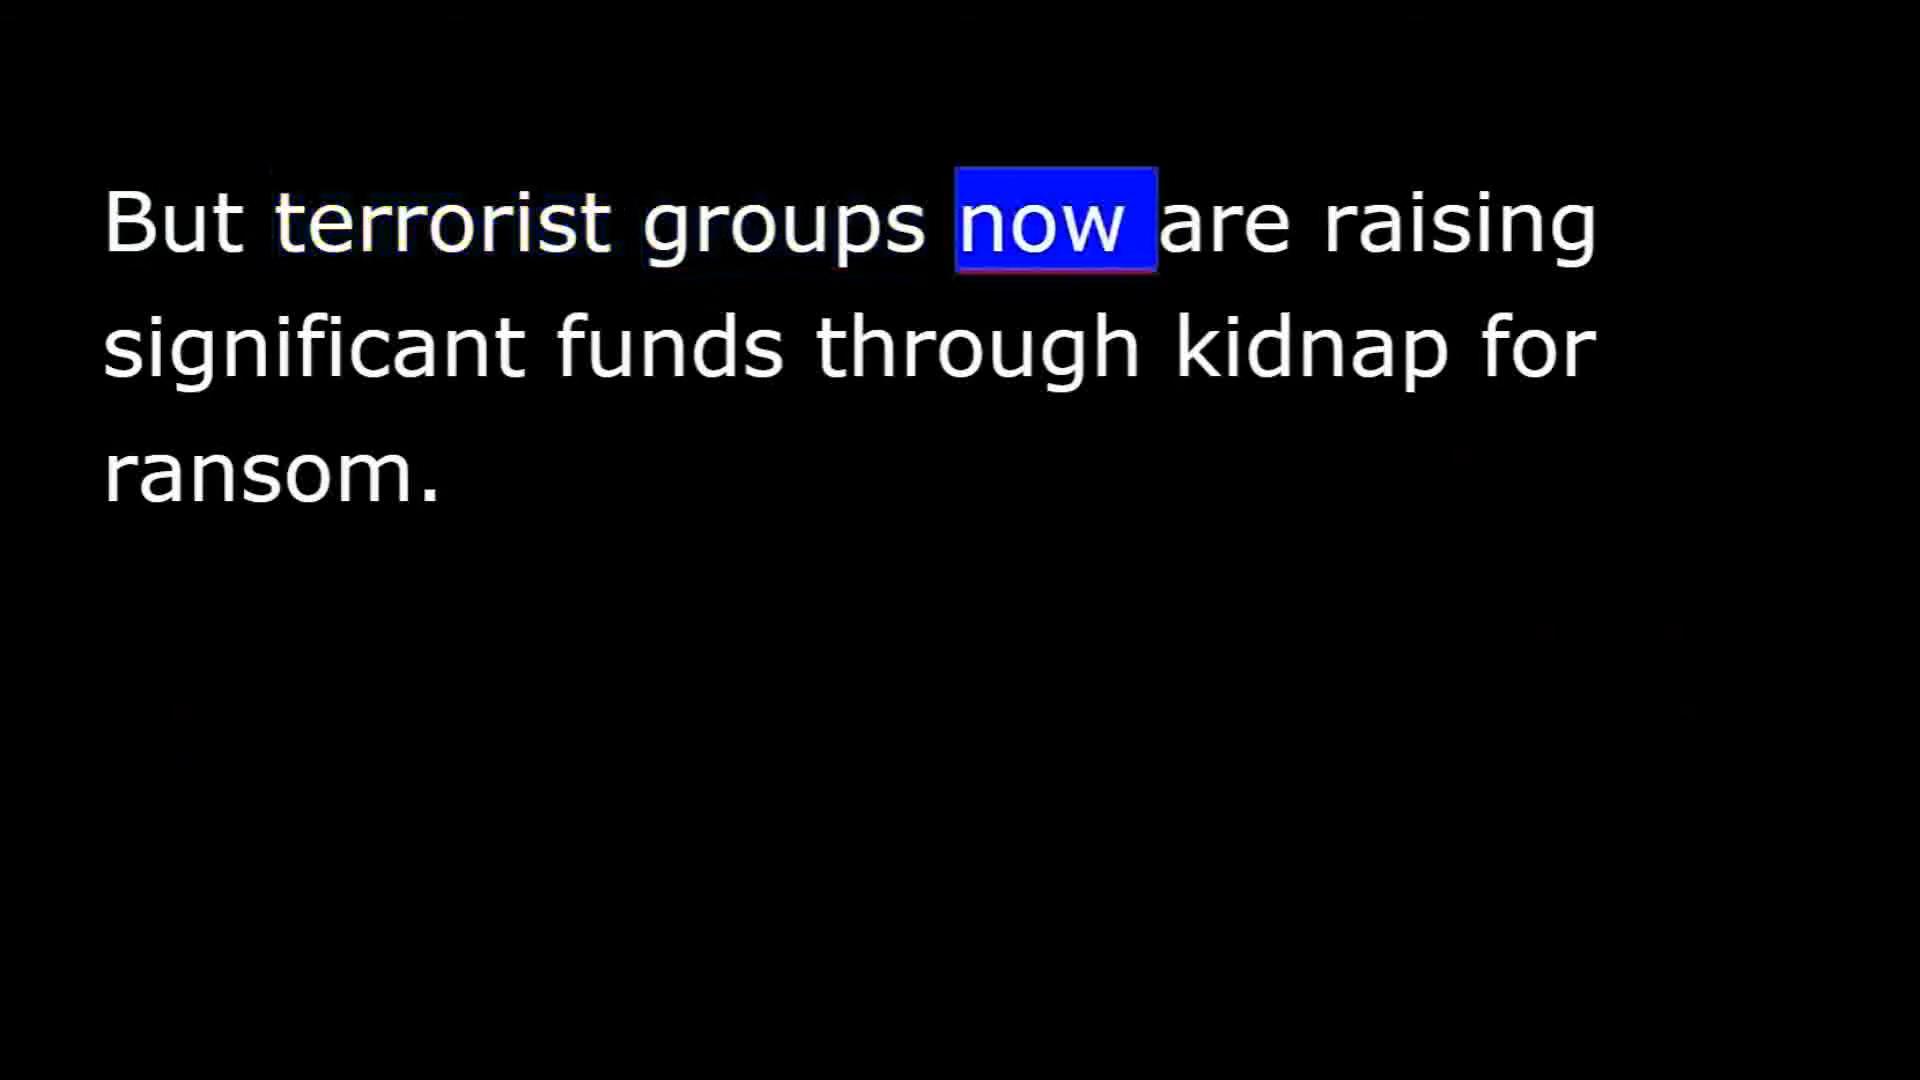 But terrorist groups now are raising
significant funds through kidnap for
ransom.